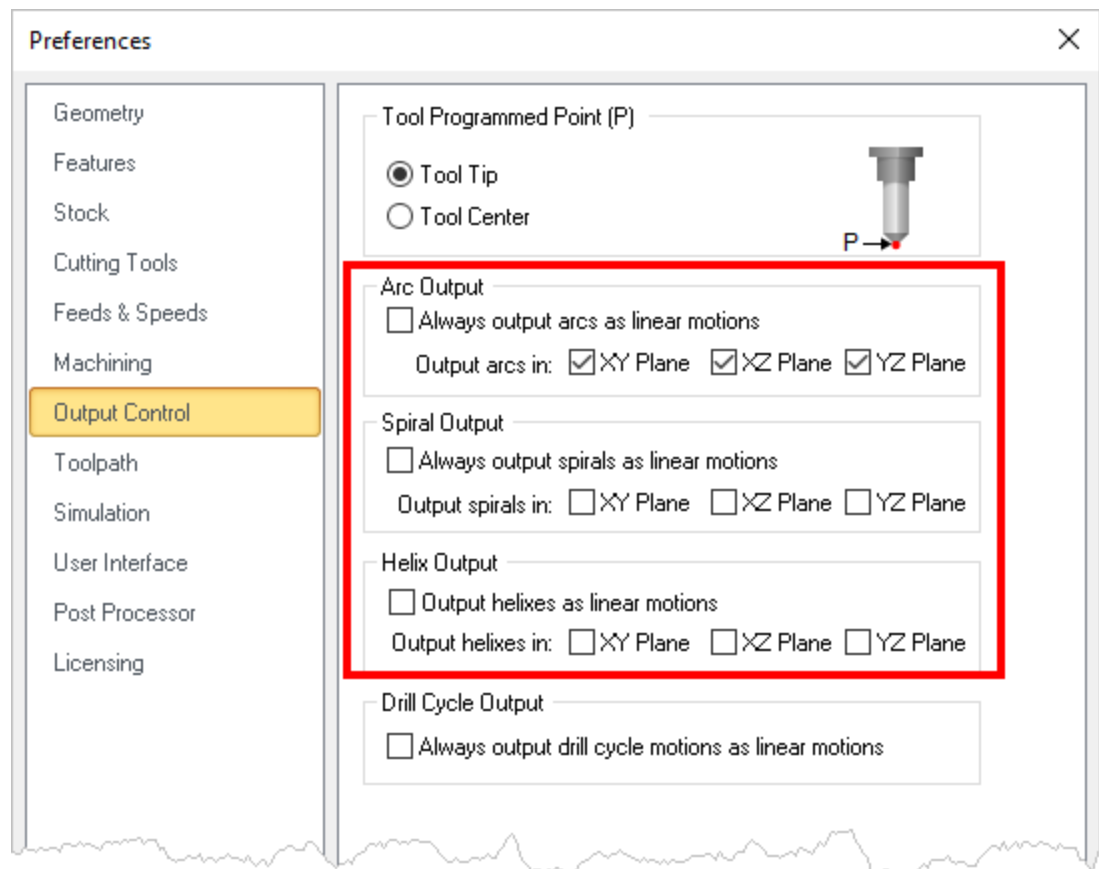 Preferences
Geometry
Features
Stock
Cutting Tools
Feeds & Speeds
Machining
Output Control
Toolpath
Simulation
User Interface
Post Processor
Licensing
Tool Programmed Point (P)
Tool Tip
Tool Center
P
Arc Output
Always output arcs as linear motions
Output arcs in: XY Plane XZ Plane YZ Plane
Spiral Output
Always output spirals as linear motions
Output spirals in: XY Plane XZ Plane YZ Plane
Helix Output
Output helixes as linear motions
Output helixes in: XY Plane XZ Plane YZ Plane
Drill Cycle Output
Always output drill cycle motions as linear motions